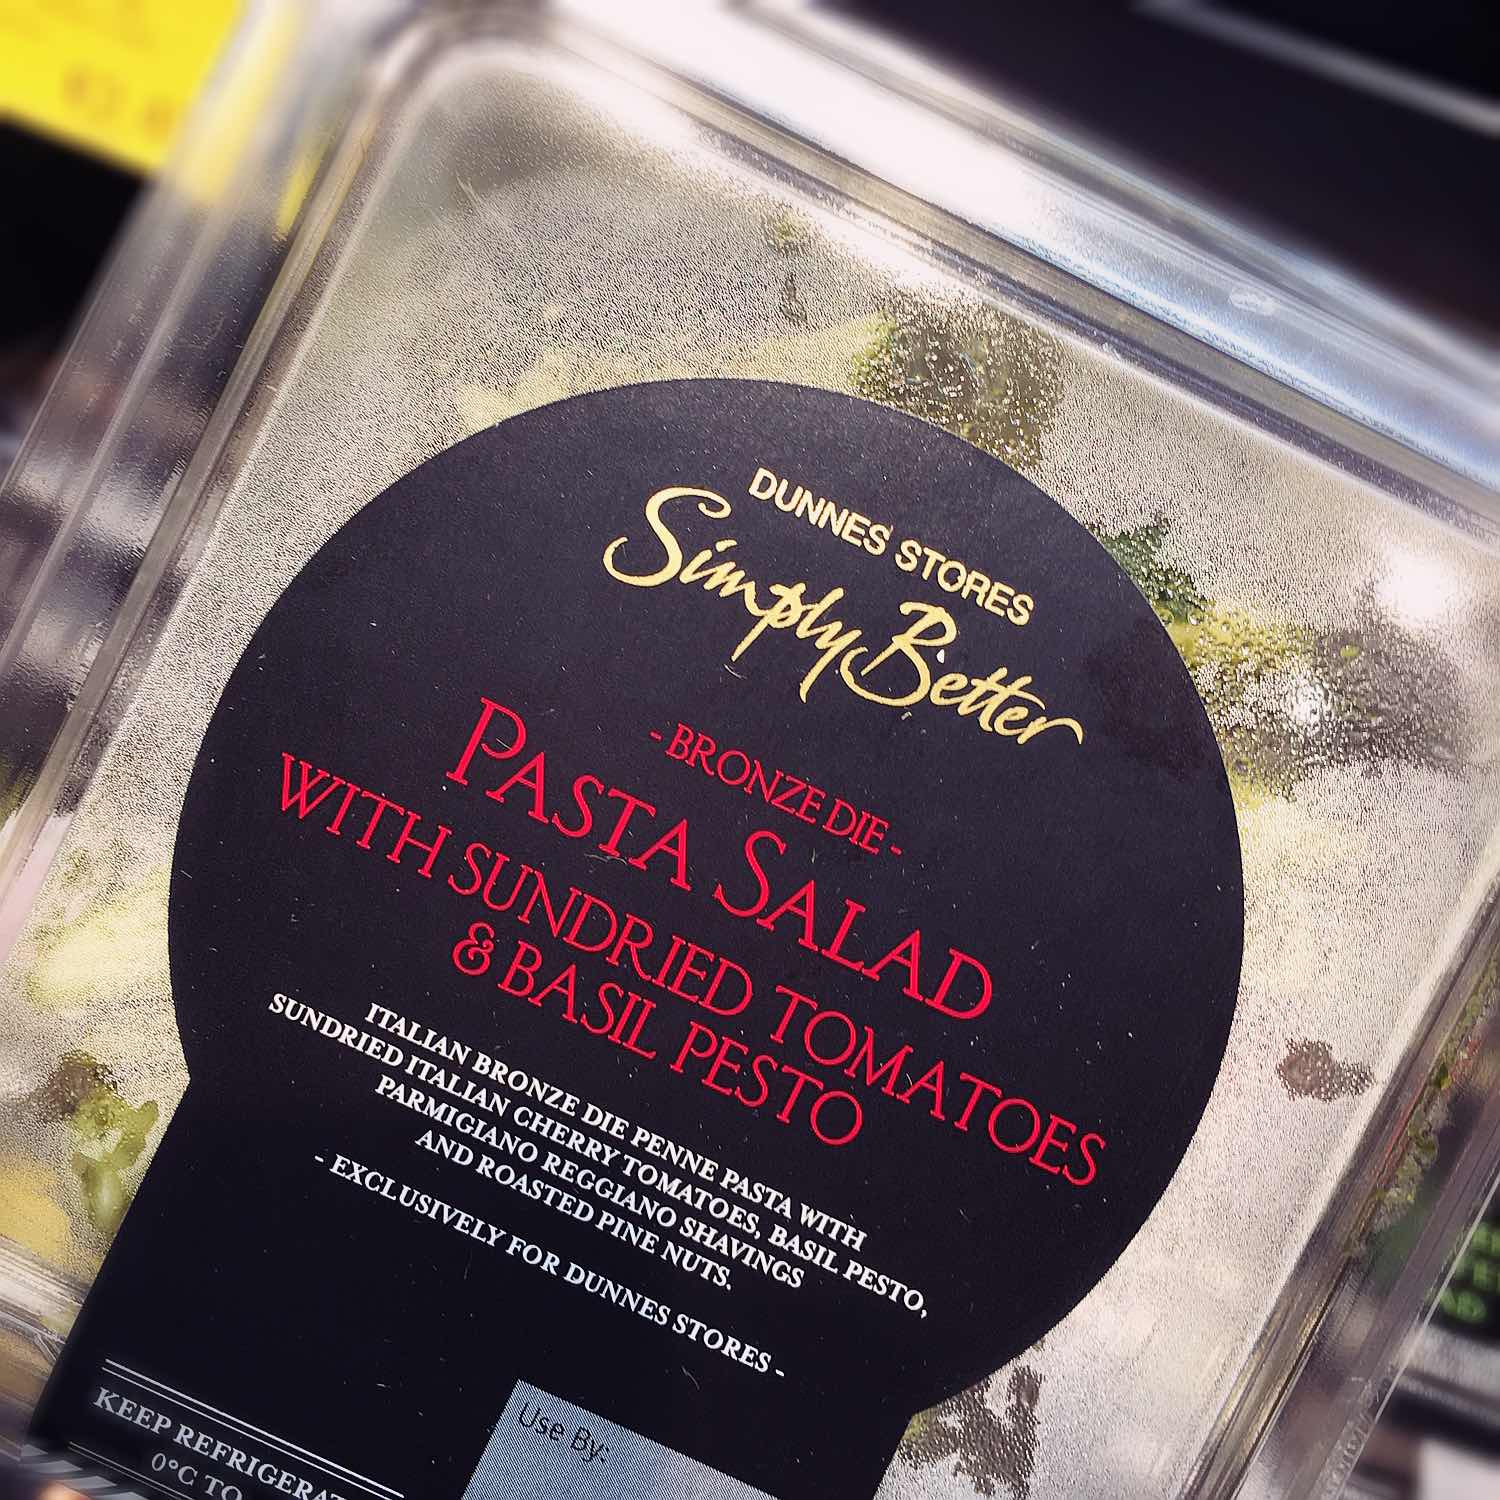 DUNNES STORES
Simply Better
- BRONZE DIE -
PASTA SALAD
WITH SUNDRIED TOMATOES
& BASIL PESTO
ITALIAN BRONZE DIE PENNE PASTA WITH
SUNDRIED ITALIAN CHERRY TOMATOES, BASIL PESTO,
PARMIGIANO REGGIANO SHAVINGS
AND ROASTED PINE NUTS.
- EXCLUSIVELY FOR DUNNES STORES -
Use By:
KEEP
0°C TO